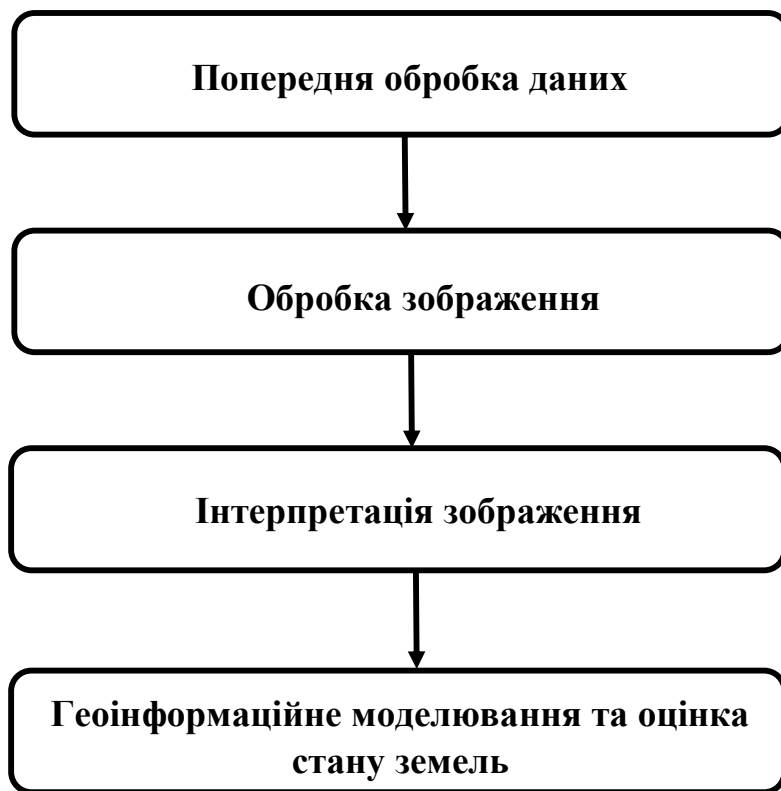 Попередня обробка даних
Обробка зображення
Інтерпретація зображення
Геоінформаційне моделювання та оцінка
стану земель